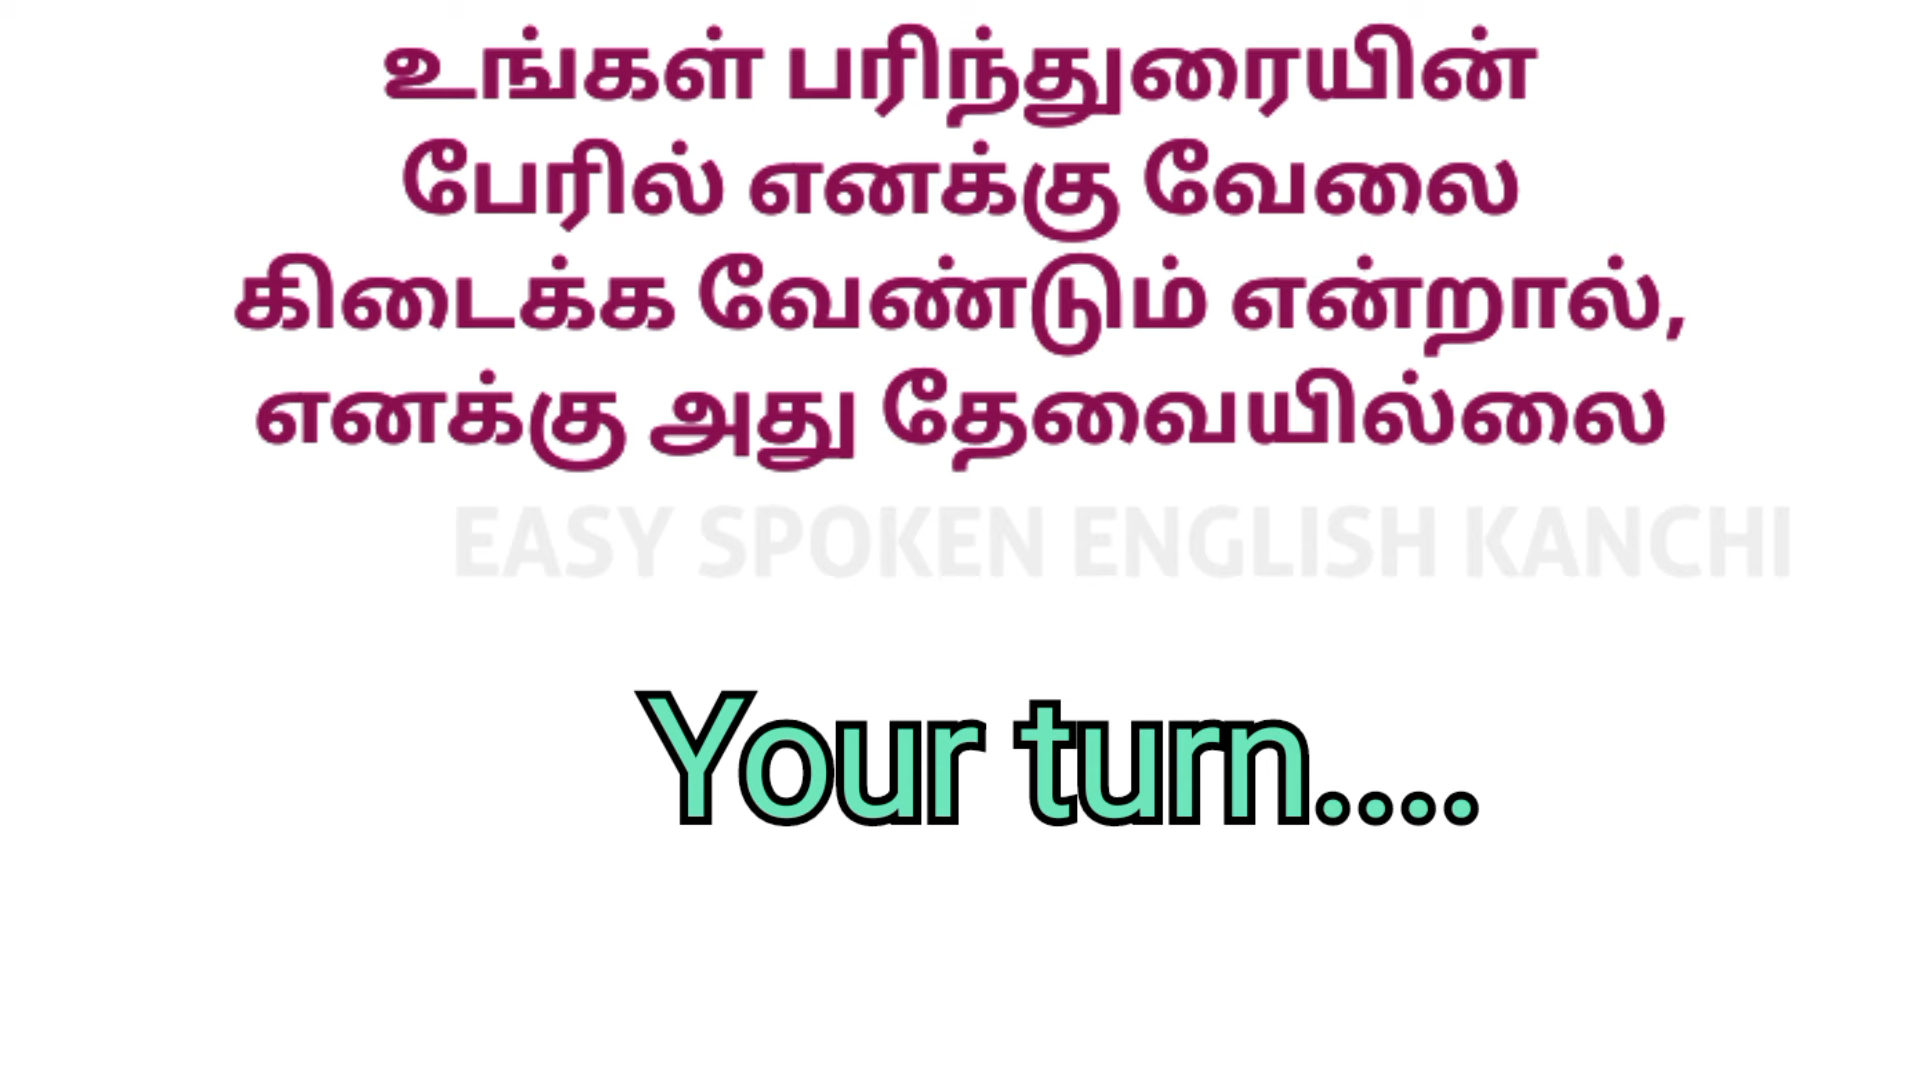 உங்கள் பரிந்துரையின்
பேரில் எனக்கு வேலை
கிடைக்க வேண்டும் என்றால்,
எனக்கு அது தேவையில்லை
EASY SPOKEN ENGLISH KANCHI
Your turn....